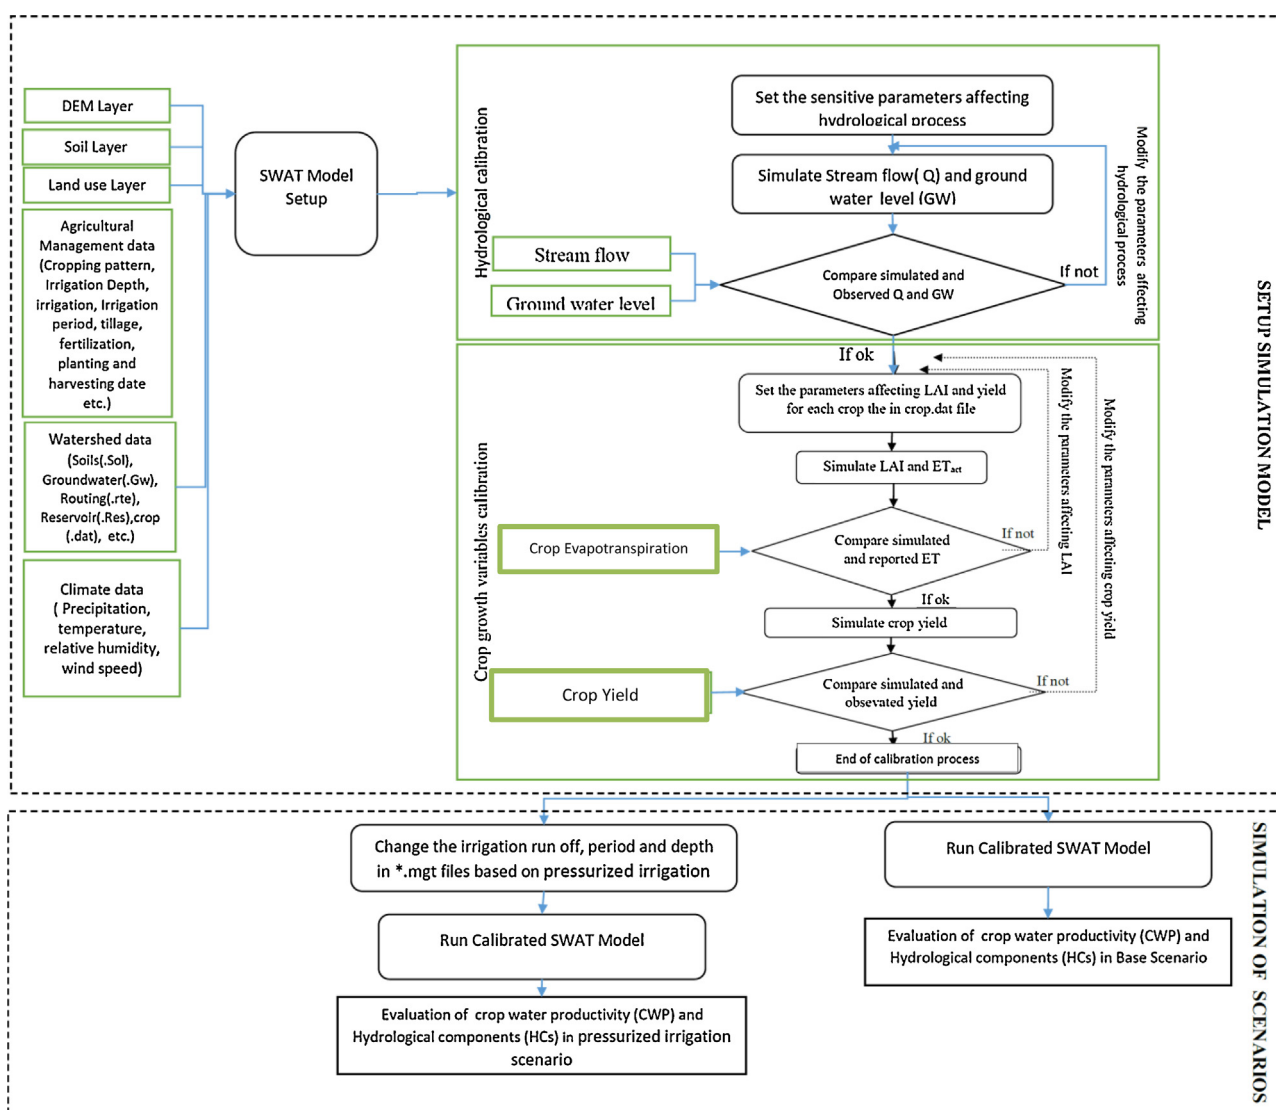 DEM Layer
Soil Layer
Land use Layer
Agricultural
Management data
(Cropping pattern,
Irrigation Depth,
irrigation, Irrigation
period, tillage,
fertilization,
planting and
harvesting date
etc.)
Watershed data
(Soils(.Sol),
Groundwater(.Gw),
Routing(.rte),
Reservoir(.Res),crop
(.dat), etc.)
Climate data
( Precipitation,
temperature,
relative humidity,
wind speed)
SWAT Model
Setup
Hydrological calibration
Set the sensitive parameters affecting
hydrological process
Simulate Stream flow( Q) and ground
water level (GW)
Stream flow
Ground water level
Compare simulated and
Observed Q and GW
If not
Modify the parameters affecting
hydrological process
If ok
Crop growth variables calibration
Set the parameters affecting LAI and yield
for each crop the in crop.dat file
Simulate LAI and ETact
Crop Evapotranspiration
Compare simulated
and reported ET
If not
Modify the parameters affecting LAI
If ok
Simulate crop yield
Crop Yield
Compare simulated and
obsevated yield
If not
Modify the parameters affecting crop yield
If ok
End of calibration process
SETUP SIMULATION MODEL
Change the irrigation run off, period and depth
in *.mgt files based on pressurized irrigation
Run Calibrated SWAT Model
Evaluation of crop water productivity (CWP) and
Hydrological components (HCs) in pressurized irrigation
scenario
Run Calibrated SWAT Model
Evaluation of crop water productivity (CWP) and
Hydrological components (HCs) in Base Scenario
SIMULATION OF SCENARIOS